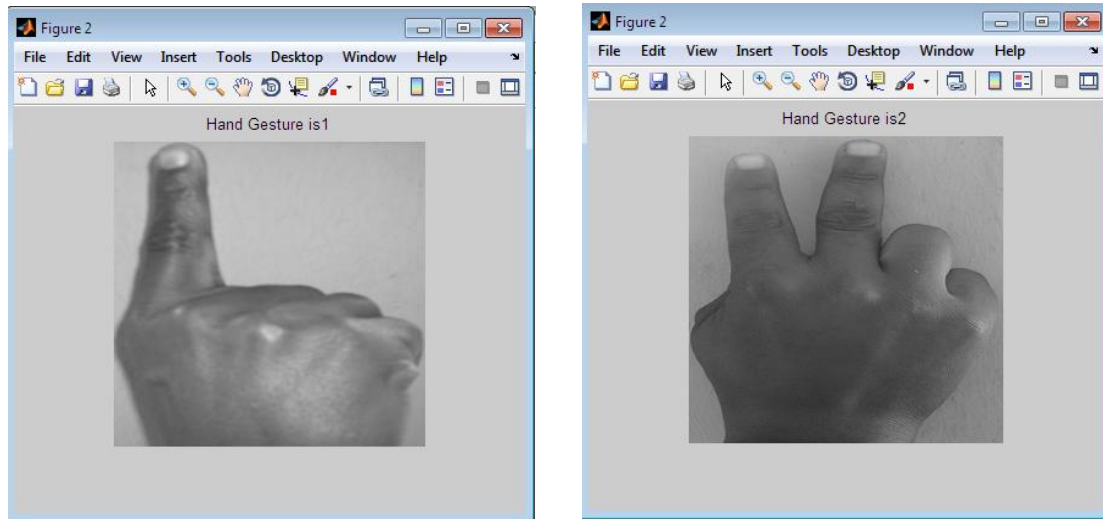 Figure 2
File Edit View Insert Tools Desktop Window Help
Hand Gesture is1
Figure 2
File Edit View Insert Tools Desktop Window Help
Hand Gesture is2